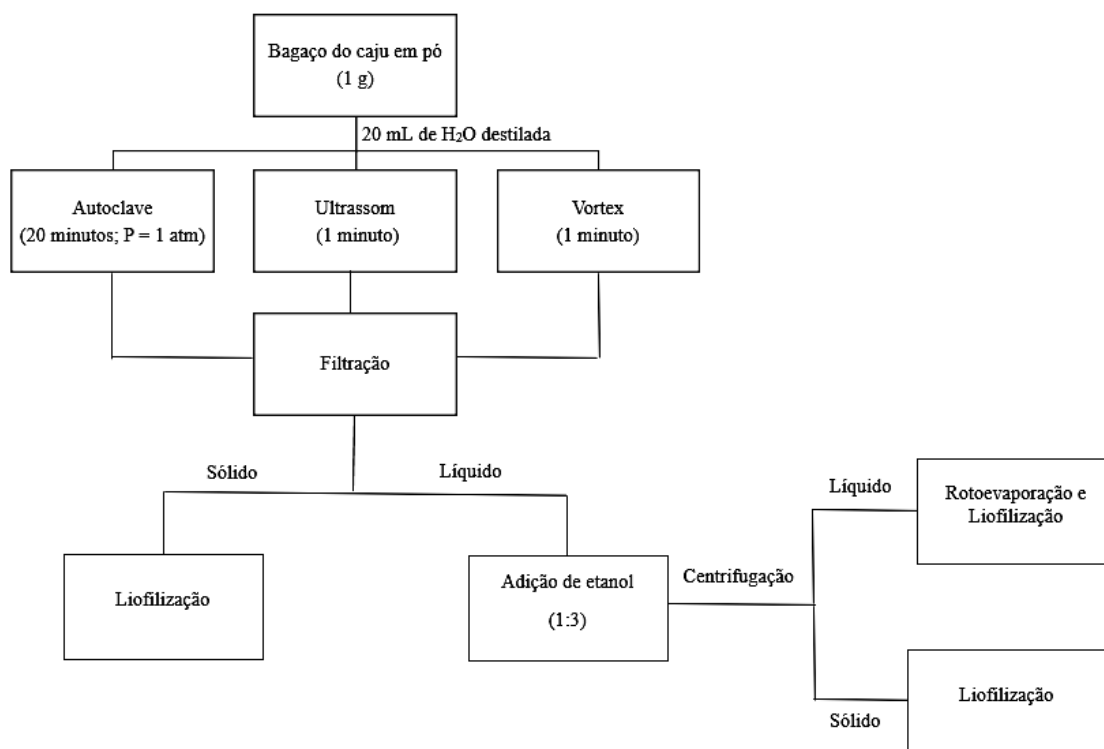 Bagaço do caju em pó
(1 g)
20 mL de H₂O destilada
Autoclave
(20 minutos; P = 1 atm)
Ultrassom
(1 minuto)
Vortex
(1 minuto)
Filtração
Sólido
Líquido
Liofilização
Adição de etanol
(1:3)
Centrifugação
Líquido
Rotoevaporação e
Liofilização
Sólido
Liofilização